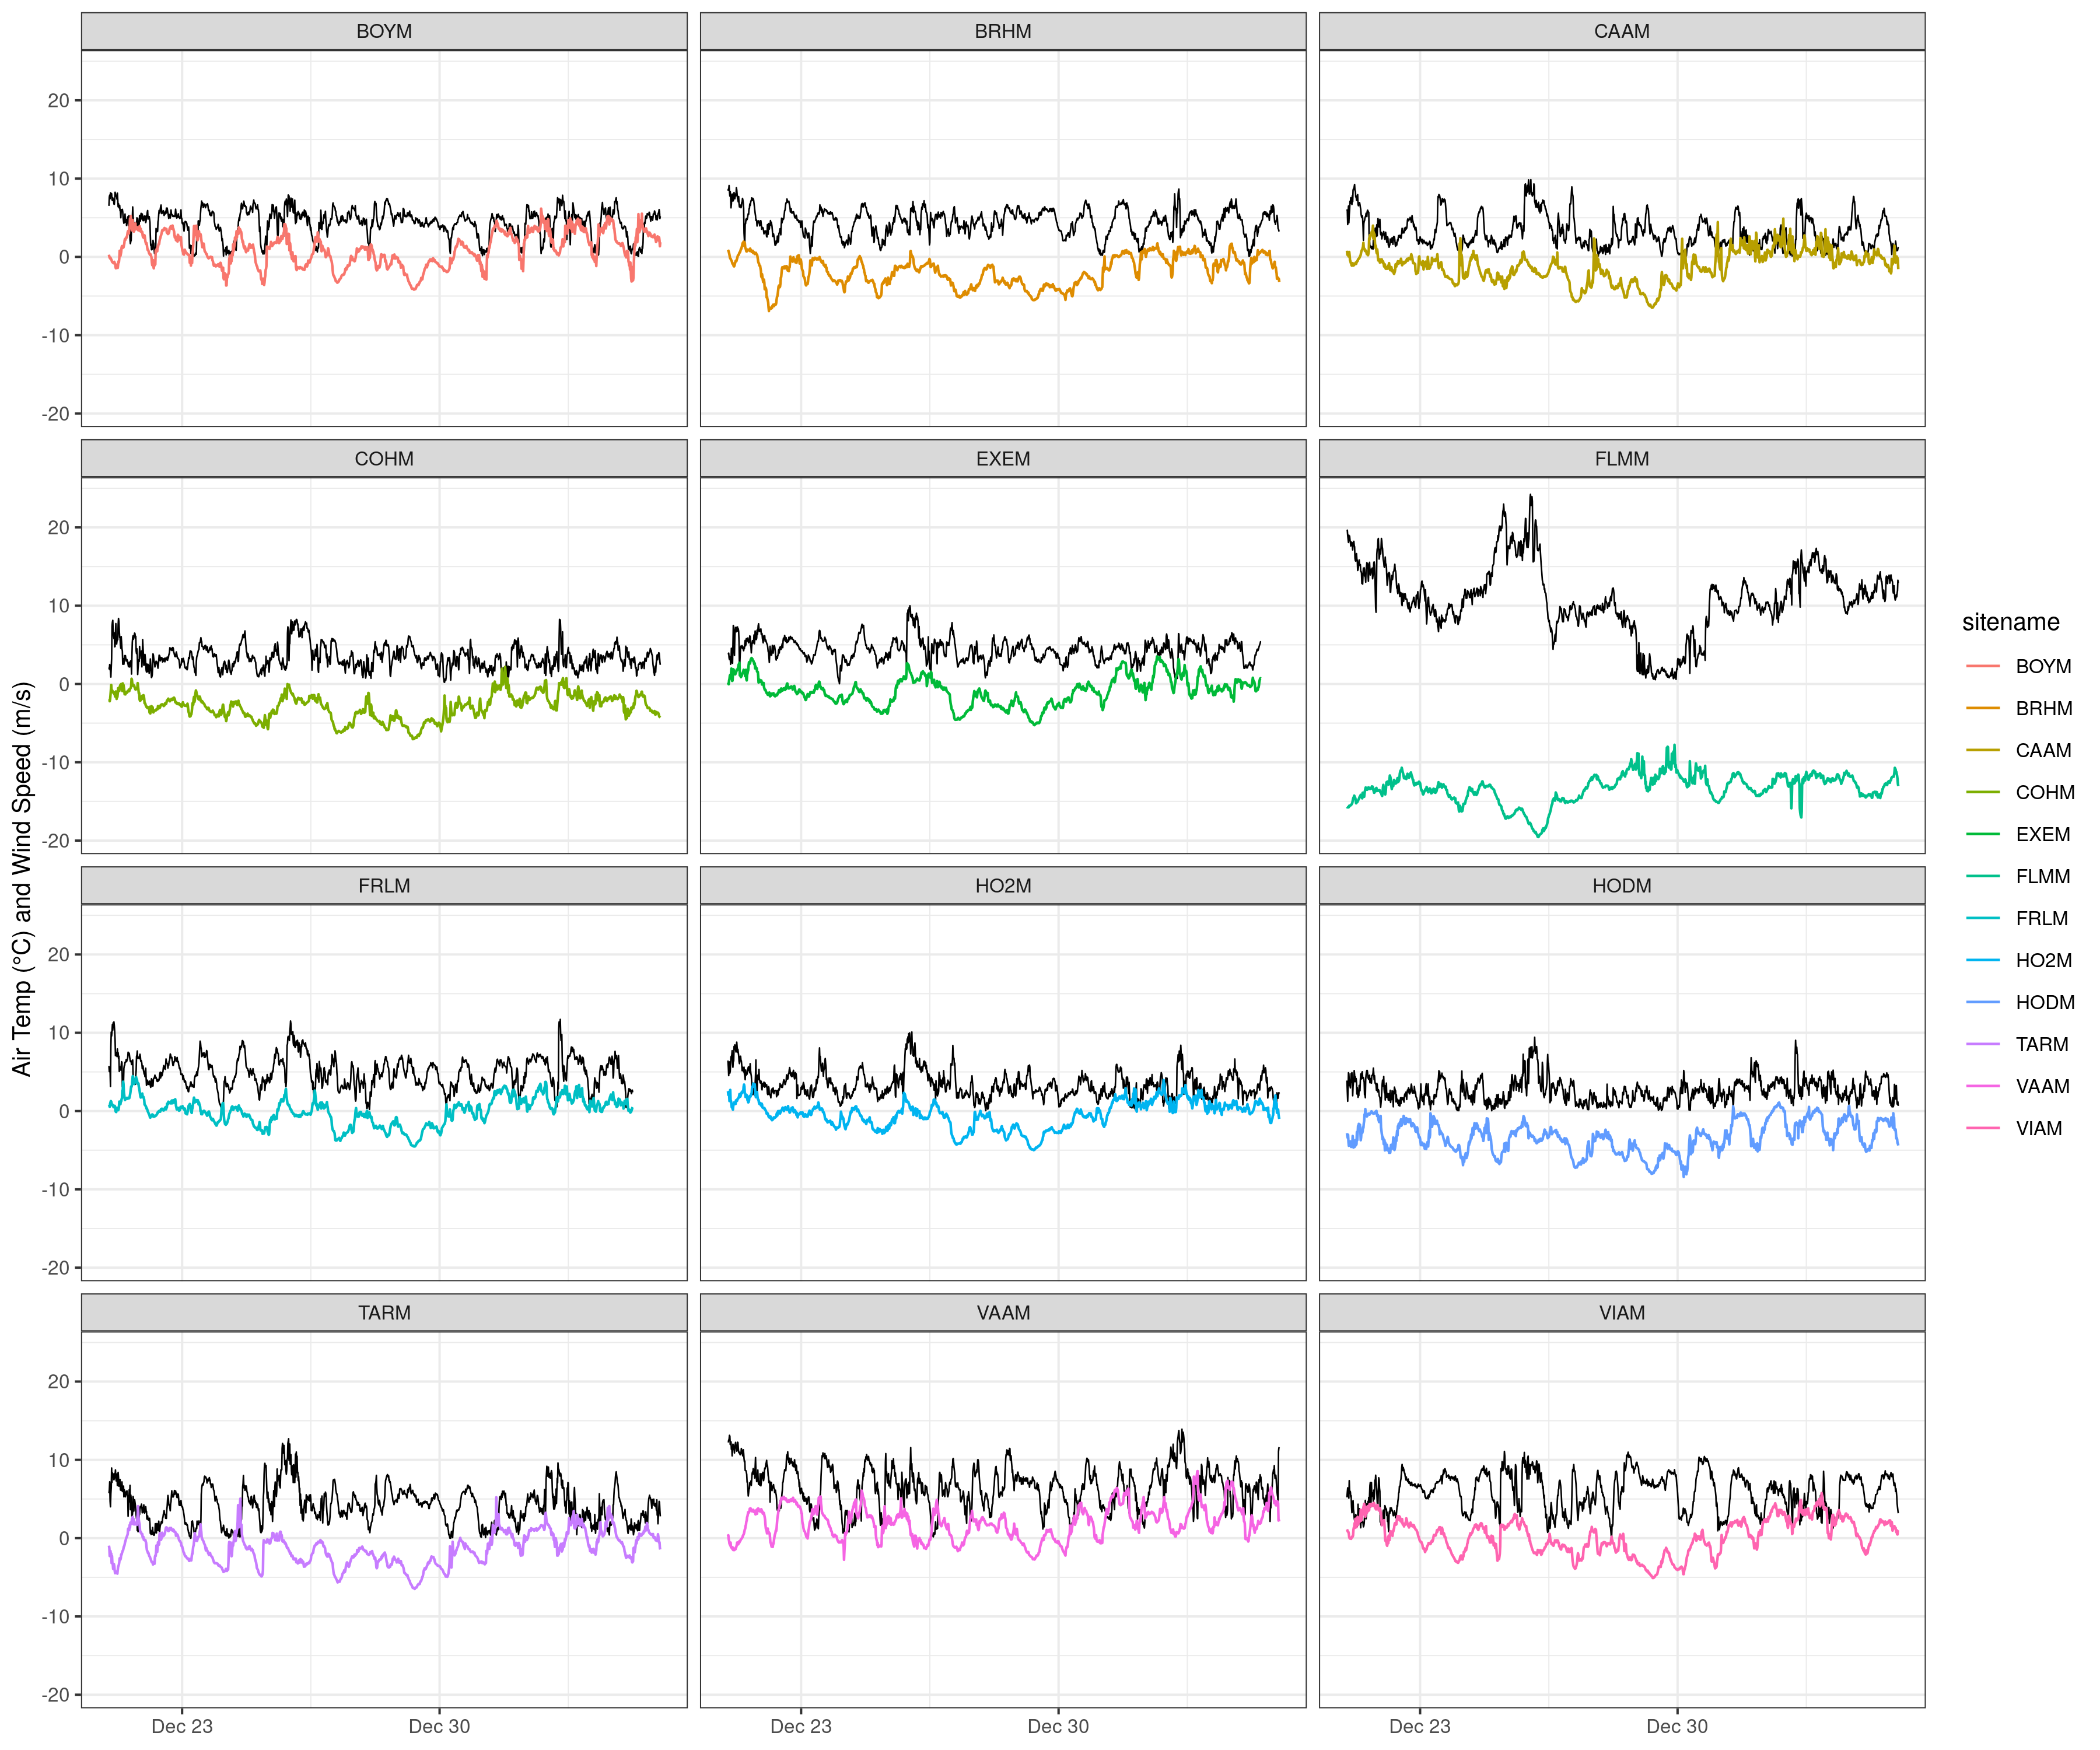 BOYM
BRHM
CAAM
20
10
0
-10
-20
COHM
EXEM
FLMM
20
10
0
-10
-20
FRLM
HO2M
HODM
20
10
0
-10
-20
TARM
VAAM
VIAM
20
10
0
-10
-20
Dec 23
Dec 30
Dec 23
Dec 30
Dec 23
Dec 30
Air Temp (°C) and Wind Speed (m/s)
sitename
BOYM
BRHM
CAAM
COHM
EXEM
FLMM
FRLM
HO2M
HODM
TARM
VAAM
VIAM